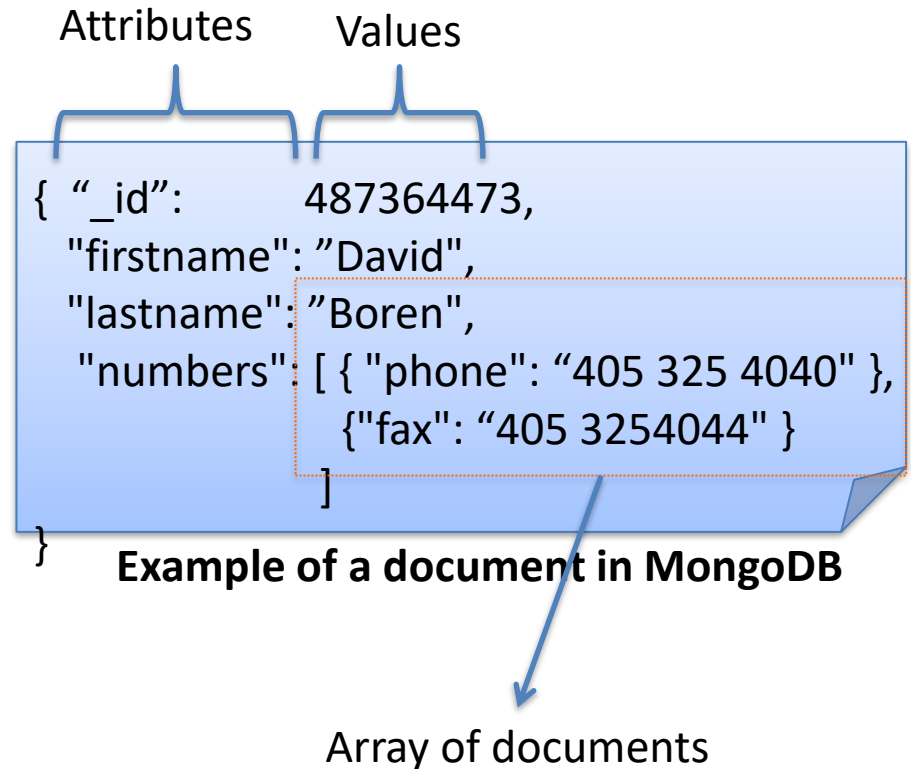 Attributes Values
{ “_id”: 487364473,
"firstname": ”David",
"lastname": ”Boren",
"numbers": [ { "phone": “405 325 4040" },
{"fax": “405 3254044" }
]
}
Example of a document in MongoDB
Array of documents